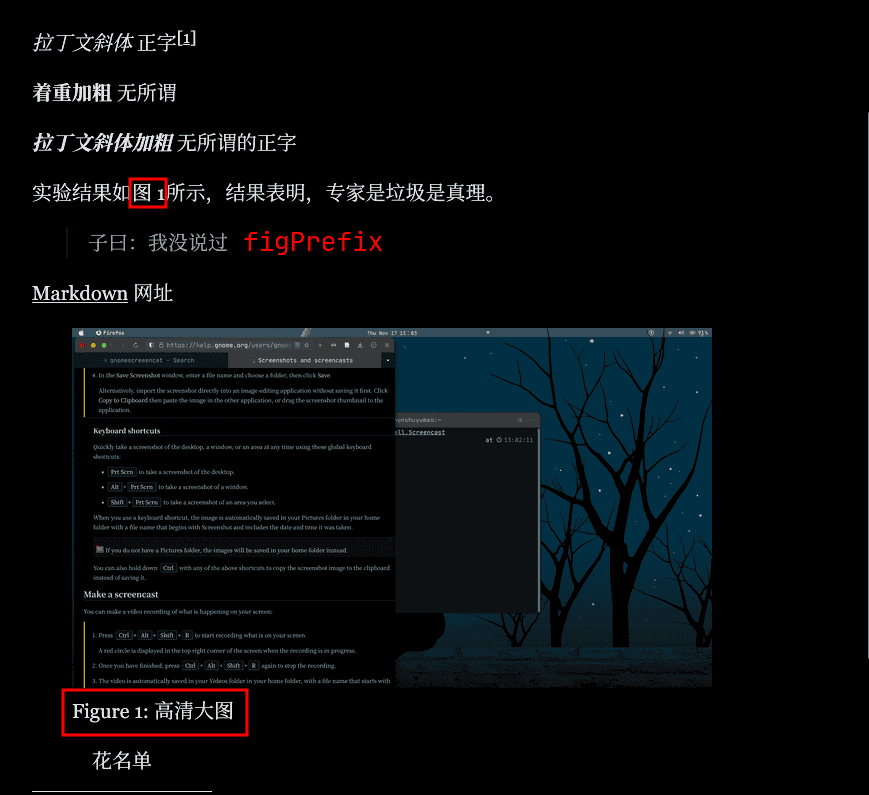 拉丁文斜体 正字[1]
着重加粗 无所谓
拉丁文斜体加粗 无所谓的正字
实验结果如图 1所示，结果表明，专家是垃圾是真理。
子曰：我没说过 figPrefix
Markdown 网址
Firefox
Thu Nov 17 13:03
https://help.gnome.org/users/gnom
gnomescreencat - Search
Screenshots and screencasts
4. In the Save Screenshot window, enter a file name and choose a folder, then click Save.
Alternatively, import the screenshot directly into an image-editing application without saving it first. Click
Copy to Clipboard then paste the image in the other application, or drag the screenshot thumbnail to the
application.
ell.Screencast
at 13:02:11
Keyboard shortcuts
Quickly take a screenshot of the desktop, a window, or an area at any time using these global keyboard
shortcuts:
• Prt Scrn to take a screenshot of the desktop.
• Alt + Prt Scrn to take a screenshot of a window.
• Shift + Prt Scrn to take a screenshot of an area you select.
When you use a keyboard shortcut, the image is automatically saved in your Pictures folder in your home
folder with a file name that begins with Screenshot and includes the date and time it was taken.
If you do not have a Pictures folder, the images will be saved in your home folder instead.
You can also hold down Ctrl with any of the above shortcuts to copy the screenshot image to the clipboard
instead of saving it.
Make a screencast
You can make a video recording of what is happening on your screen:
1. Press Ctrl + Alt + Shift + R to start recording what is on your screen.
A red circle is displayed in the top right corner of the screen when the recording is in progress.
2. Once you have finished, press Ctrl + Alt + Shift + R again to stop the recording.
3. The video is automatically saved in your Videos folder in your home folder, with a file name that starts with
Figure 1: 高清大图
花名单